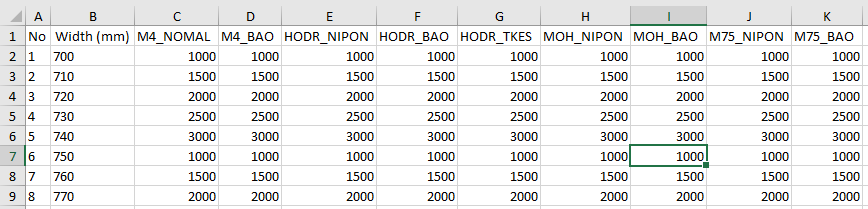 A B C D E F G H I J K
1 No Width (mm) M4_NOMAL M4_BAO HODR_NIPON HODR_BAO HODR_TKES MOH_NIPON MOH_BAO M75_NIPON M75_BAO
2 1 700 1000 1000 1000 1000 1000 1000 1000 1000 1000
3 2 710 1500 1500 1500 1500 1500 1500 1500 1500 1500
4 3 720 2000 2000 2000 2000 2000 2000 2000 2000 2000
5 4 730 2500 2500 2500 2500 2500 2500 2500 2500 2500
6 5 740 3000 3000 3000 3000 3000 3000 3000 3000 3000
7 6 750 1000 1000 1000 1000 1000 1000 1000 1000 1000
8 7 760 1500 1500 1500 1500 1500 1500 1500 1500 1500
9 8 770 2000 2000 2000 2000 2000 2000 2000 2000 2000